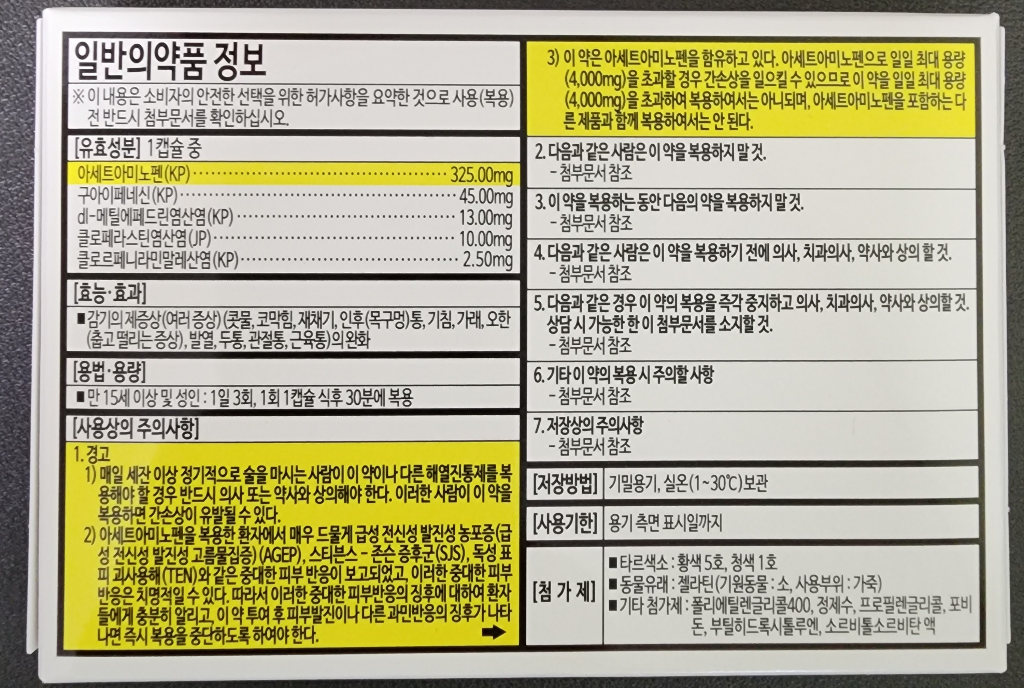 일반의약품 정보
※ 이 내용은 소비자의 안전한 선택을 위한 허가사항을 요약한 것으로 사용(복용)
전 반드시 첨부문서를 확인하십시오.
[유효성분] 1캡슐 중
아세트아미노펜(KP) 325.00mg
구아이페네신(KP) 45.00mg
dl-메틸에페드린염산염(KP) 13.00mg
클로페라스틴염산염(JP) 10.00mg
클로르페니라민말레산염(KP) 2.50mg
[효능·효과]
■ 감기의 제증상(여러 증상) (콧물, 코막힘, 재채기, 인후(목구멍)통, 기침, 가래, 오한
(춥고 떨리는 증상), 발열, 두통, 관절통, 근육통)의 완화
[용법·용량]
■ 만 15세 이상 및 성인 : 1일 3회, 1회 1캡슐 식후 30분에 복용
[사용상의 주의사항]
1. 경고
1) 매일 세잔 이상 정기적으로 술을 마시는 사람이 이 약이나 다른 해열진통제를 복
용해야 할 경우 반드시 의사 또는 약사와 상의해야 한다. 이러한 사람이 이 약을
복용하면 간손상이 유발될 수 있다.
2) 아세트아미노펜을 복용한 환자에서 매우 드물게 급성 전신성 발진성 농포증(급
성 전신성 발진성 고름물집증) (AGEP), 스티븐스 – 존슨 증후군(SJS), 독성 표
피 괴사용해(TEN)와 같은 중대한 피부 반응이 보고되었고, 이러한 중대한 피부
반응은 치명적일 수 있다. 따라서 이러한 중대한 피부반응의 징후에 대하여 환자
들에게 충분히 알리고, 이 약 투여 후 피부발진이나 다른 과민반응의 징후가 나타
나면 즉시 복용을 중단하도록 하여야 한다. ➡
3) 이 약은 아세트아미노펜을 함유하고 있다. 아세트아미노펜으로 일일 최대 용량
(4,000mg)을 초과할 경우 간손상을 일으킬 수 있으므로 이 약을 일일 최대 용량
(4,000mg)을 초과하여 복용하여서는 아니되며, 아세트아미노펜을 포함하는 다
른 제품과 함께 복용하여서는 안 된다.
2. 다음과 같은 사람은 이 약을 복용하지 말 것.
- 첨부문서 참조
3. 이 약을 복용하는 동안 다음의 약을 복용하지 말 것.
- 첨부문서 참조
4. 다음과 같은 사람은 이 약을 복용하기 전에 의사, 치과의사, 약사와 상의 할 것.
- 첨부문서 참조
5. 다음과 같은 경우 이 약의 복용을 즉각 중지하고 의사, 치과의사, 약사와 상의할 것.
상담 시 가능한 한 이 첨부문서를 소지할 것.
- 첨부문서 참조
6. 기타 이 약의 복용 시 주의할 사항
- 첨부문서 참조
7. 저장상의 주의사항
- 첨부문서 참조
[저장방법] 기밀용기, 실온(1~30℃)보관
[사용기한] 용기 측면 표시일까지
[첨 가 제]
■ 타르색소 : 황색 5호, 청색 1호
■ 동물유래 : 젤라틴(기원동물 : 소, 사용부위 : 가죽)
■ 기타 첨가제 : 폴리에틸렌글리콜400, 정제수, 프로필렌글리콜, 포비
돈, 부틸히드록시톨루엔, 소르비톨소르비탄 액